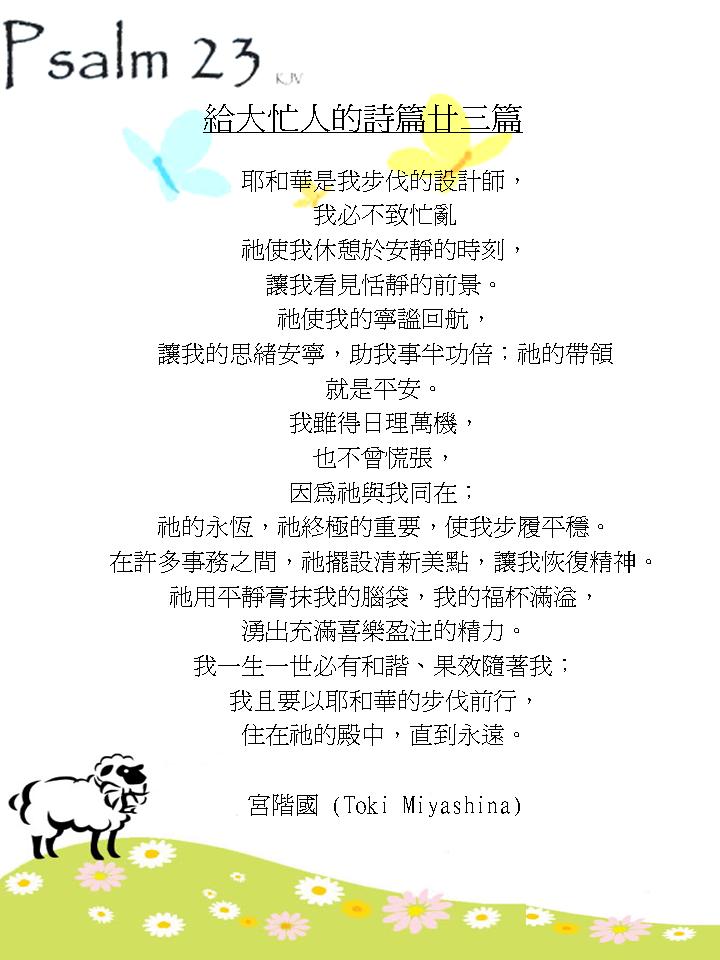 Psalm 23 KJV
給大忙人的詩篇廿三篇
耶和華是我步伐的設計師，
我必不致忙亂
祂使我休憩於安靜的時刻，
讓我看見恬靜的前景。
祂使我的寧謐回航，
讓我的思緒安寧，助我事半功倍；祂的帶領
就是平安。
我雖得日理萬機，
也不曾慌張，
因爲祂與我同在；
祂的永恆，祂終極的重要，使我步履平穩。
在許多事務之間，祂擺設清新美點，讓我恢復精神。
祂用平靜膏抹我的腦袋，我的福杯滿溢，
湧出充滿喜樂盈注的精力。
我一生一世必有和諧、果效隨著我；
我且要以耶和華的步伐前行，
住在祂的殿中，直到永遠。
宮階國 (Toki Miyashina)